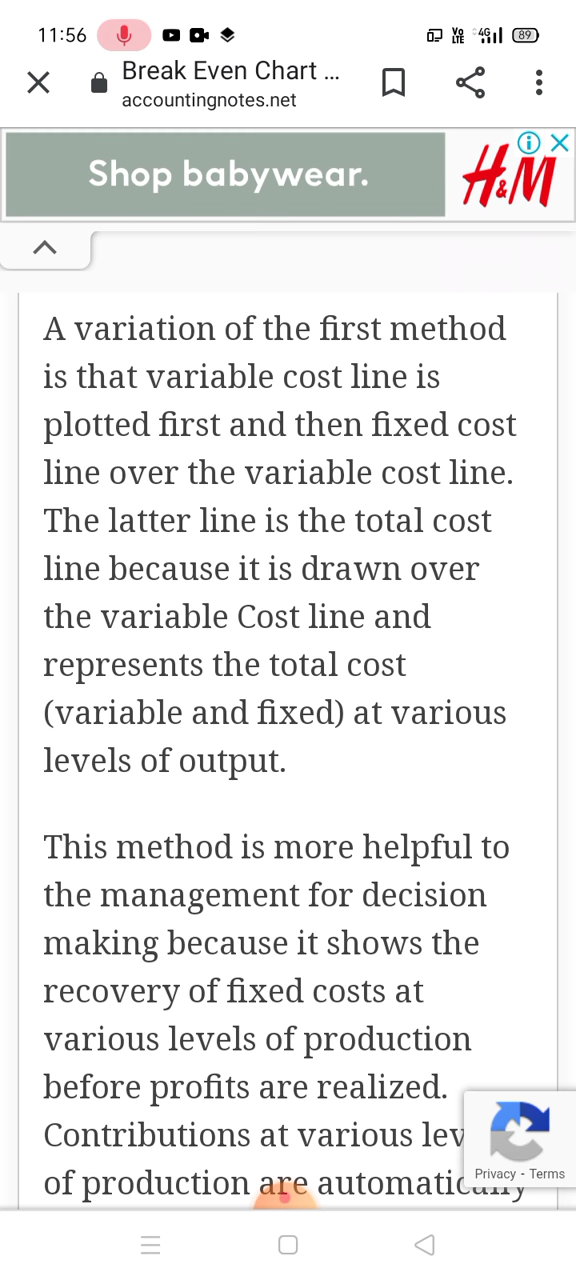 11:56
Vo
LTE
4G
89
Break Even Chart ...
accountingnotes.net
Shop babywear.
H&M
A variation of the first method
is that variable cost line is
plotted first and then fixed cost
line over the variable cost line.
The latter line is the total cost
line because it is drawn over
the variable Cost line and
represents the total cost
(variable and fixed) at various
levels of output.
This method is more helpful to
the management for decision
making because it shows the
recovery of fixed costs at
various levels of production
before profits are realized.
Contributions at various lev
of production are automatically
Privacy - Terms